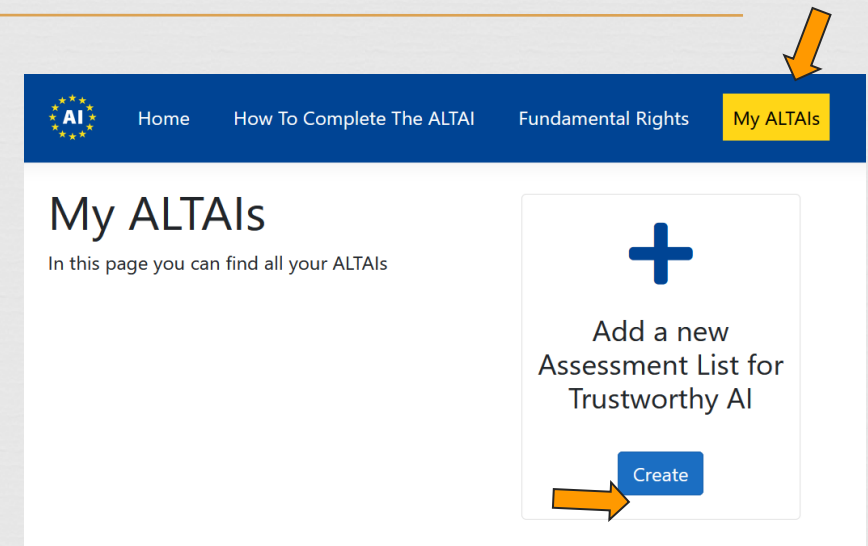 AI
Home How To Complete The ALTAI Fundamental Rights My ALTAIs
My ALTAIs
In this page you can find all your ALTAIs
Add a new
Assessment List for
Trustworthy AI
Create